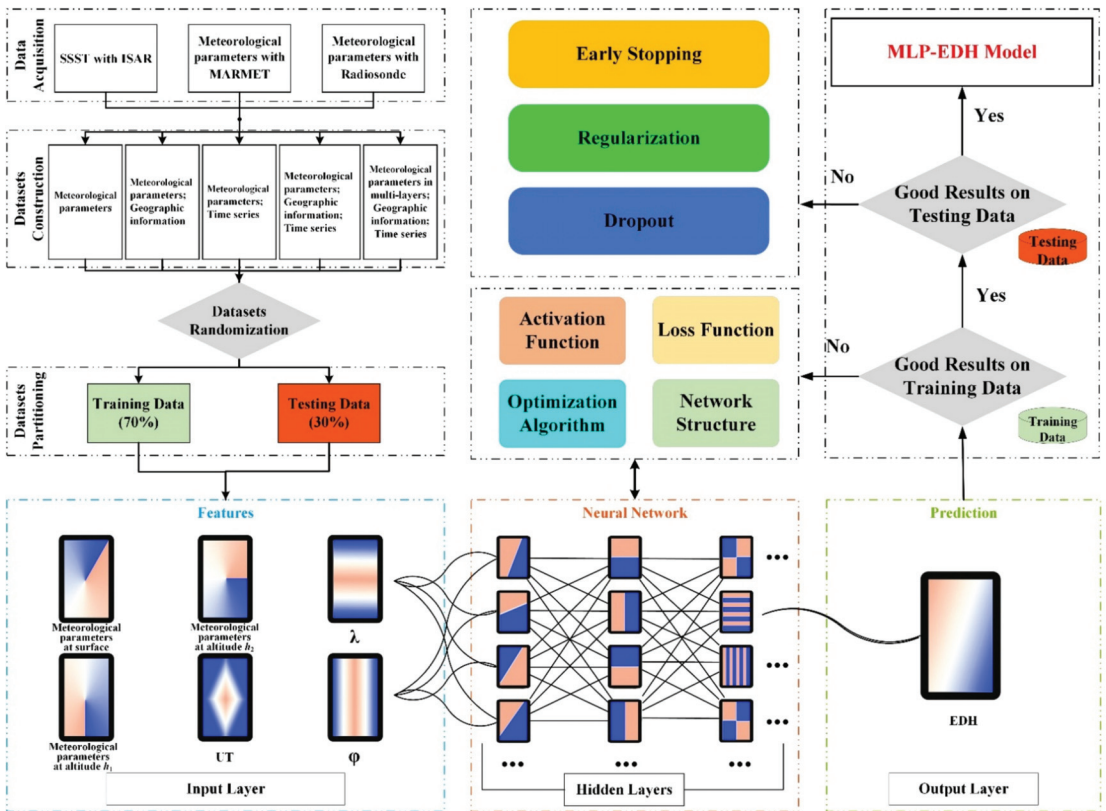 Data
Acquisition
SSST with ISAR
Meteorological
parameters with
MARMET
Meteorological
parameters with
Radiosonde
Datasets
Construction
Meteorological
parameters
Meteorological
parameters;
Geographic
information
Meteorological
parameters;
Time series
Meteorological
parameters;
Geographic
information;
Time series
Meteorological
parameters in
multi-layers;
Geographic
information;
Time series
Datasets
Randomization
Datasets
Partitioning
Training Data
(70%)
Testing Data
(30%)
Early Stopping
Regularization
Dropout
Activation
Function
Loss Function
Optimization
Algorithm
Network
Structure
MLP-EDH Model
Yes
No
Good Results on
Testing Data
Testing
Data
Yes
No
Good Results on
Training Data
Training
Data
Features
Meteorological
parameters
at surface
Meteorological
parameters
at altitude h₂
λ
Meteorological
parameters
at altitude h₁
UT
φ
Input Layer
Neural Network
•••
•••
•••
•••
••• ••• •••
Hidden Layers
Prediction
EDH
Output Layer